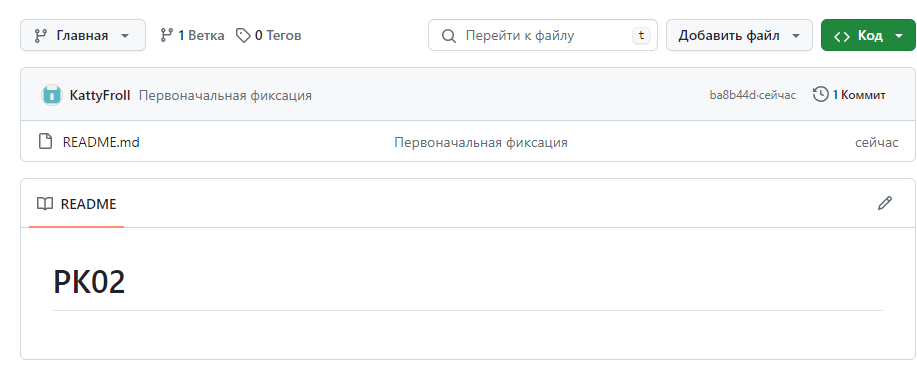 Главная 1 Ветка 0 Тегов Перейти к файлу t Добавить файл Код
KattyFroll Первоначальная фиксация ba8b44d·сейчас 1 Коммит
README.md Первоначальная фиксация сейчас
README
PK02